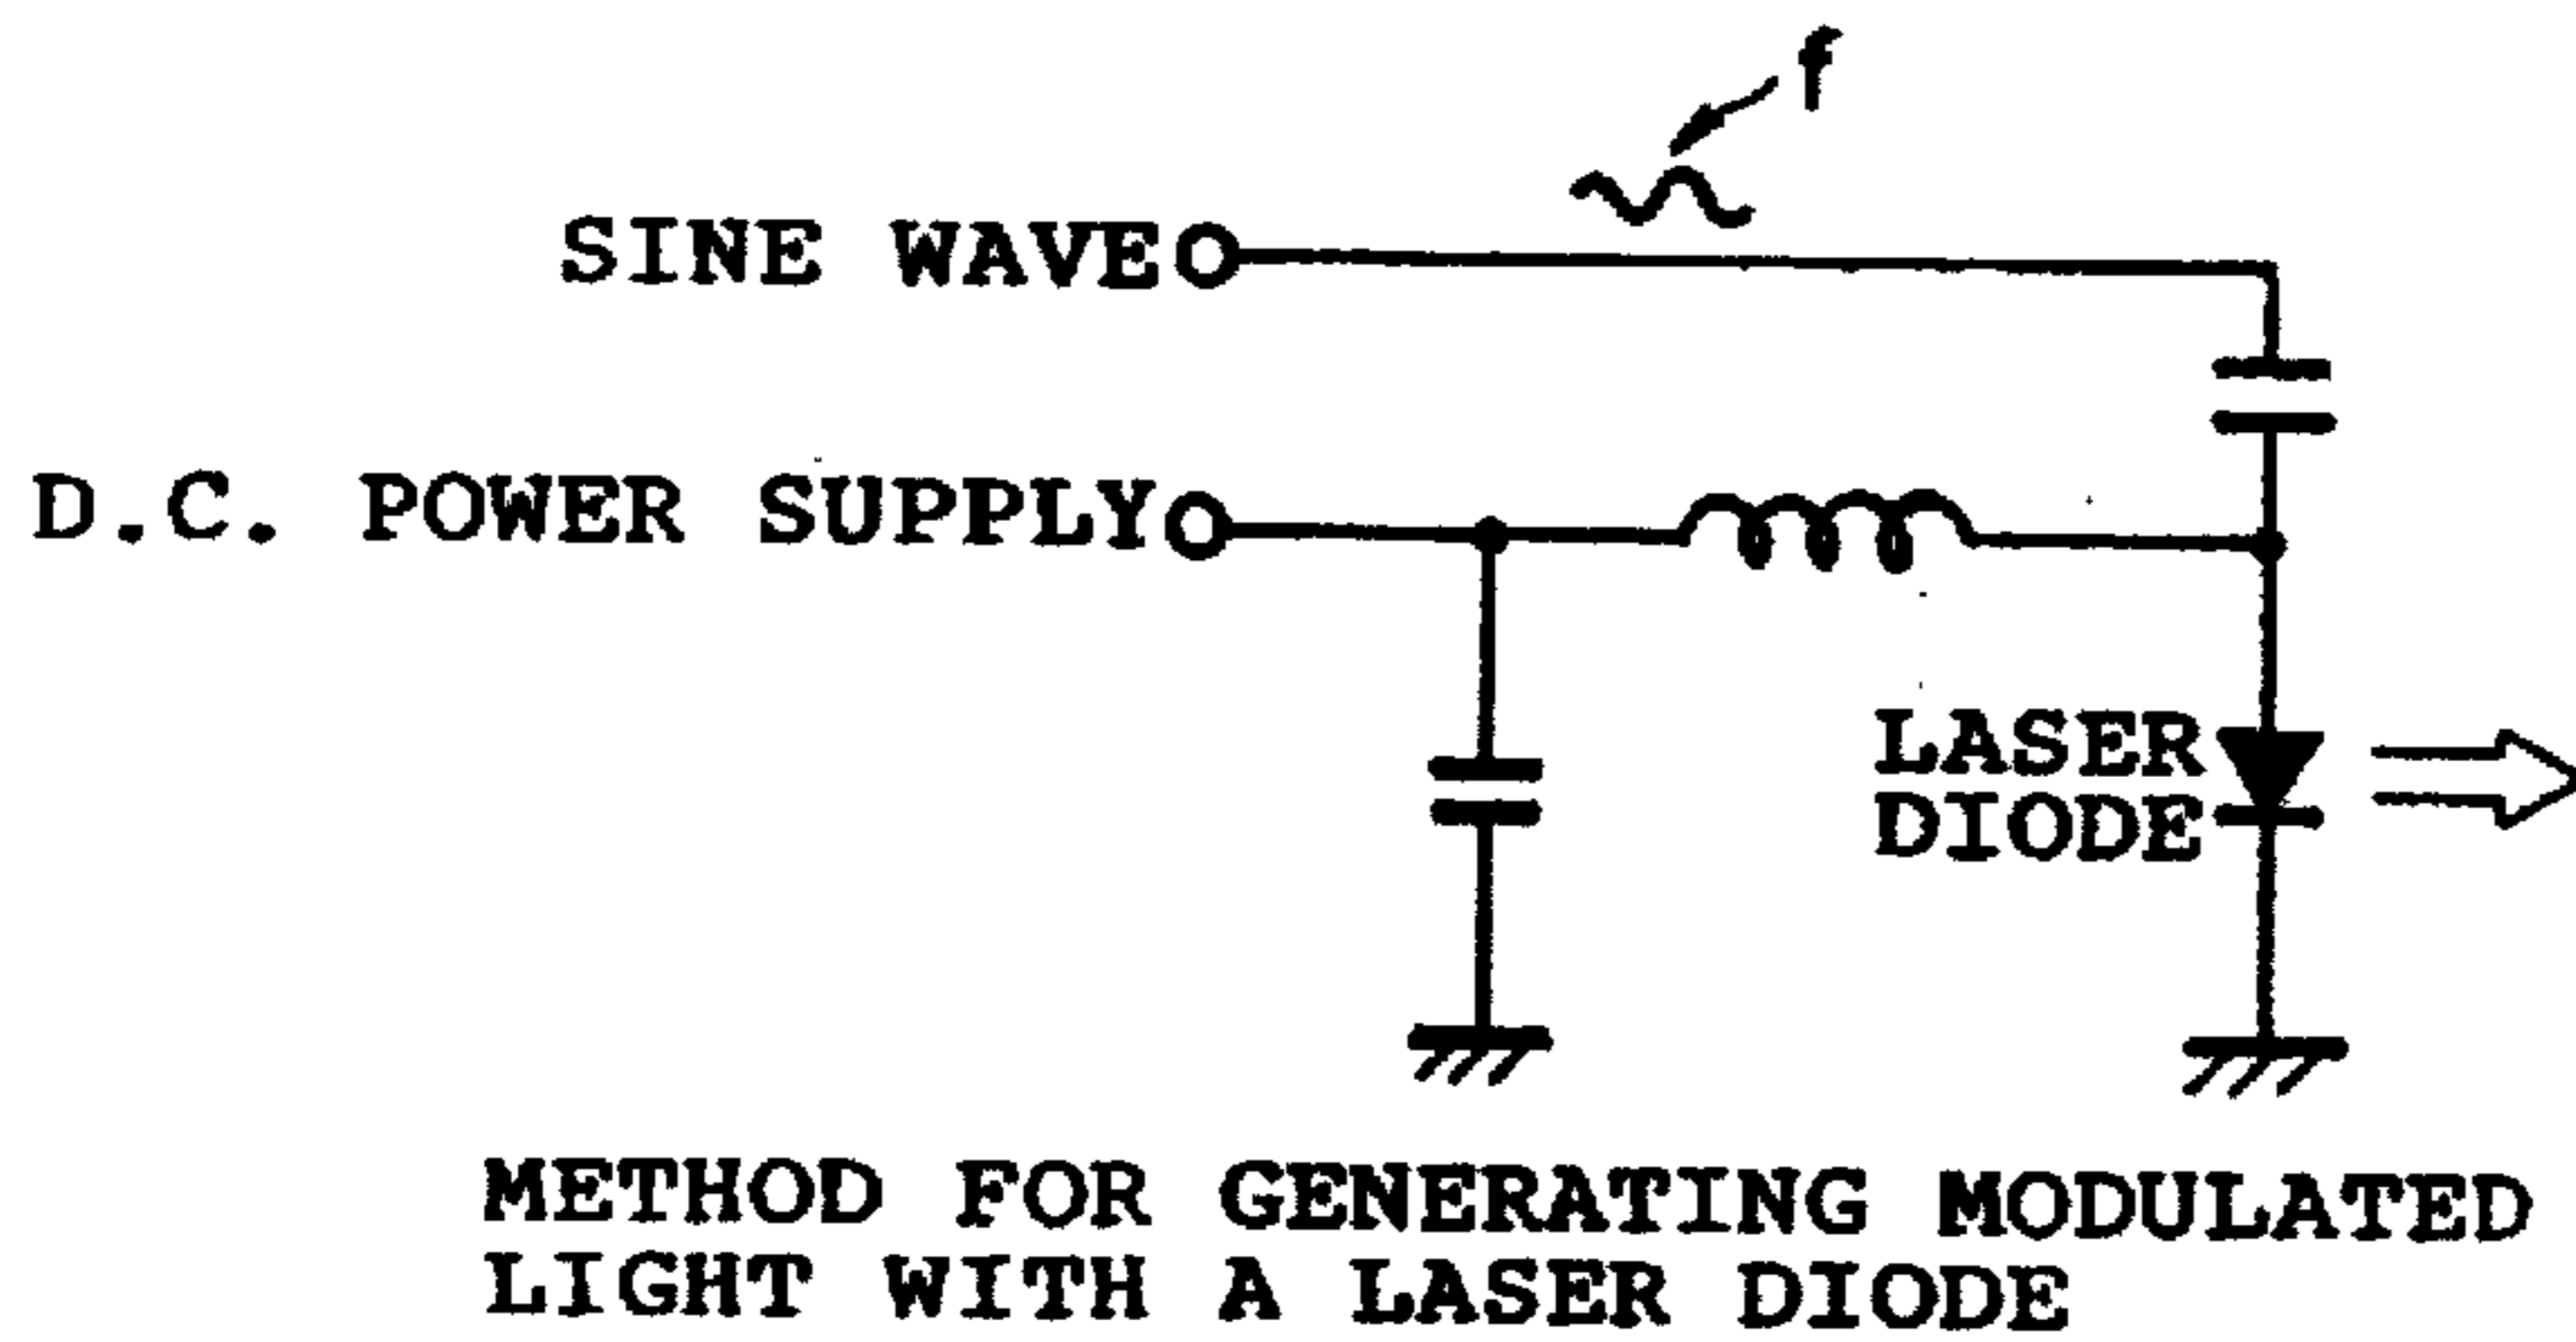 f
SINE WAVE
D.C. POWER SUPPLY
LASER
DIODE
METHOD FOR GENERATING MODULATED
LIGHT WITH A LASER DIODE